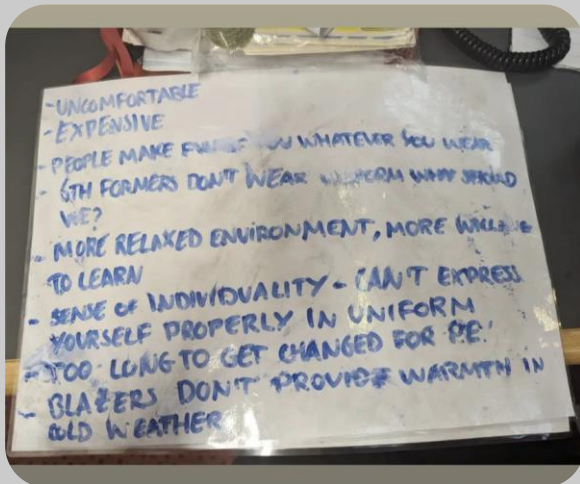 - UNCOMFORTABLE
- EXPENSIVE
- PEOPLE MAKE FUN OF YOU WHATEVER YOU WEAR
- 6TH FORMERS DON'T WEAR UNIFORM WHY SHOULD
WE?
- MORE RELAXED ENVIRONMENT, MORE WILLING
TO LEARN
- SENSE OF INDIVIDUALITY - CAN'T EXPRESS
YOURSELF PROPERLY IN UNIFORM
- TOO LONG TO GET CHANGED FOR P.E.'
- BLAZERS DON'T PROVIDE WARMTH IN
COLD WEATHER